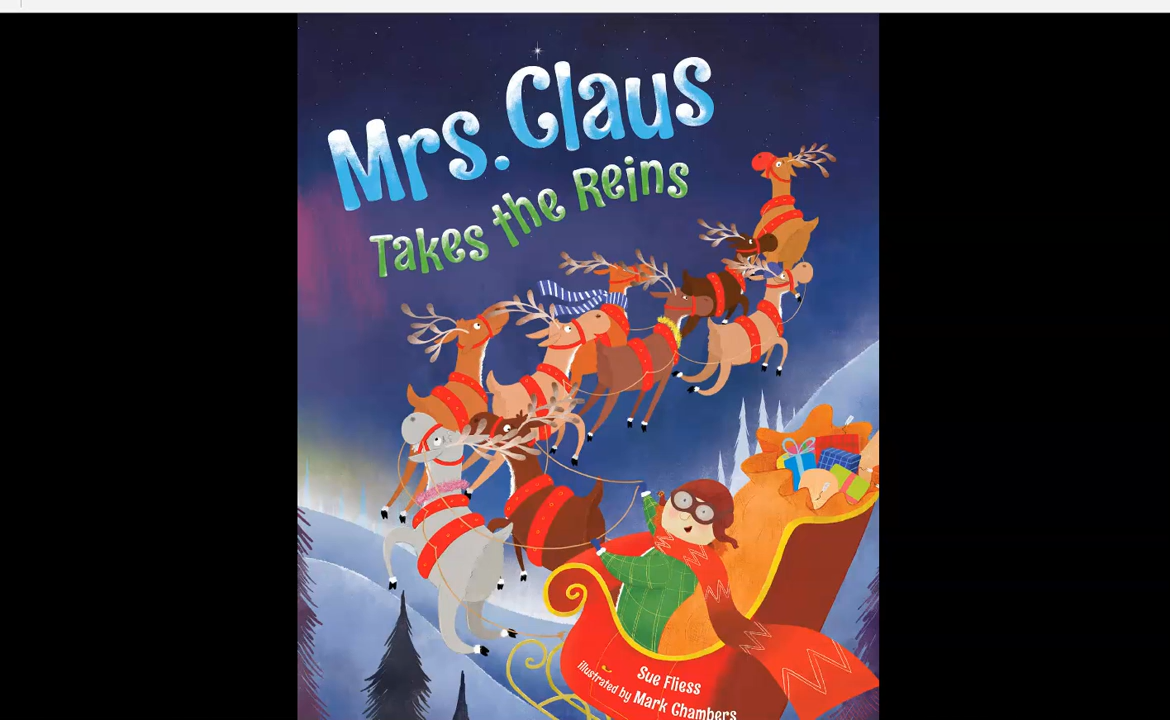 Mrs. Claus
Takes the Reins
Sue Fliess
illustrated by Mark Chambers